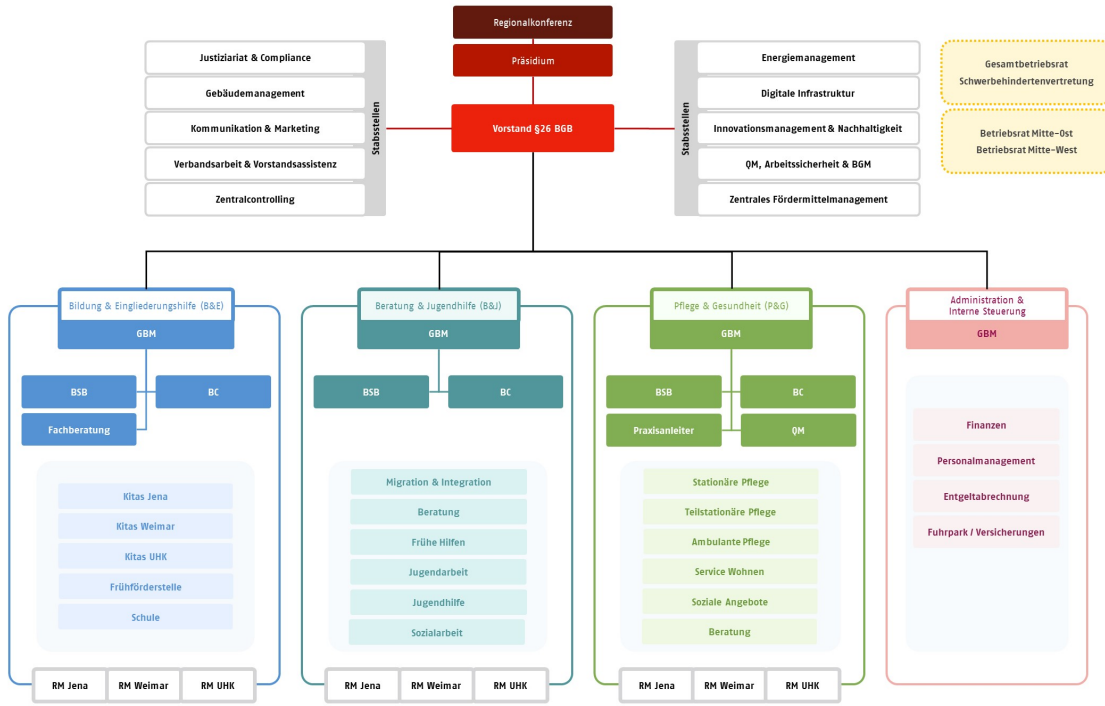 Regionalkonferenz
Präsidium
Vorstand §26 BGB
Stabsstellen
Justiziariat & Compliance
Gebäudemanagement
Kommunikation & Marketing
Verbandsarbeit & Vorstandsassistenz
Zentralcontrolling
Stabsstellen
Energiemanagement
Digitale Infrastruktur
Innovationsmanagement & Nachhaltigkeit
QM, Arbeitssicherheit & BGM
Zentrales Fördermittelmanagement
Gesamtbetriebsrat
Schwerbehindertenvertretung
Betriebsrat Mitte-Ost
Betriebsrat Mitte-West
Bildung & Eingliederungshilfe (B&E)
GBM
BSB
BC
Fachberatung
Kitas Jena
Kitas Weimar
Kitas UHK
Frühförderstelle
Schule
RM Jena
RM Weimar
RM UHK
Beratung & Jugendhilfe (B&J)
GBM
BSB
BC
Migration & Integration
Beratung
Frühe Hilfen
Jugendarbeit
Jugendhilfe
Sozialarbeit
RM Jena
RM Weimar
RM UHK
Pflege & Gesundheit (P&G)
GBM
BSB
BC
Praxisanleiter
QM
Stationäre Pflege
Teilstationäre Pflege
Ambulante Pflege
Service Wohnen
Soziale Angebote
Beratung
RM Jena
RM Weimar
RM UHK
Administration &
Interne Steuerung
GBM
Finanzen
Personalmanagement
Entgeltabrechnung
Fuhrpark / Versicherungen